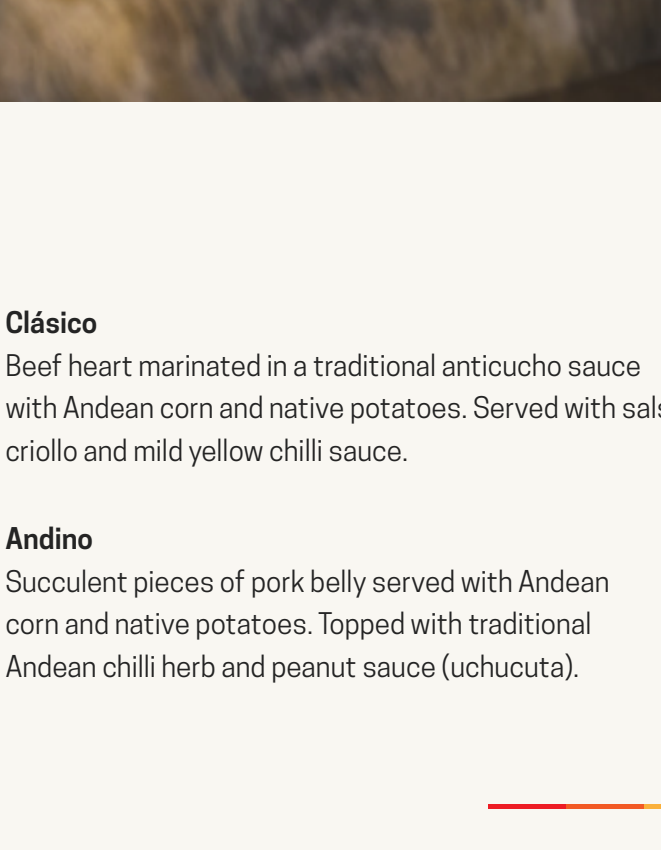 Clásico
Beef heart marinated in a traditional anticucho sauce
with Andean corn and native potatoes. Served with
criollo and mild yellow chilli sauce.
Andino
Succulent pieces of pork belly served with Andean
corn and native potatoes. Topped with traditional
Andean chilli herb and peanut sauce (uchucuta).